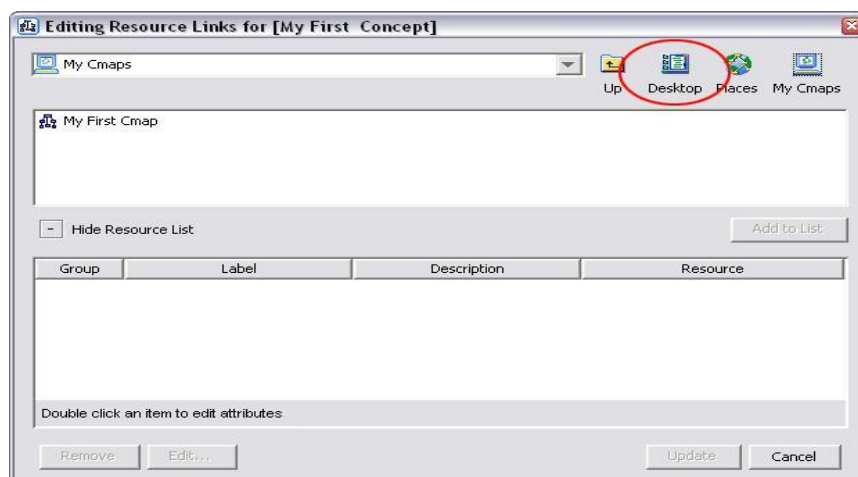 Editing Resource Links for [My First Concept]
My Cmaps
Up Desktop Places My Cmaps
My First Cmap
- Hide Resource List
Add to List
Group Label Description Resource
Double click an item to edit attributes
Remove Edit... Update Cancel